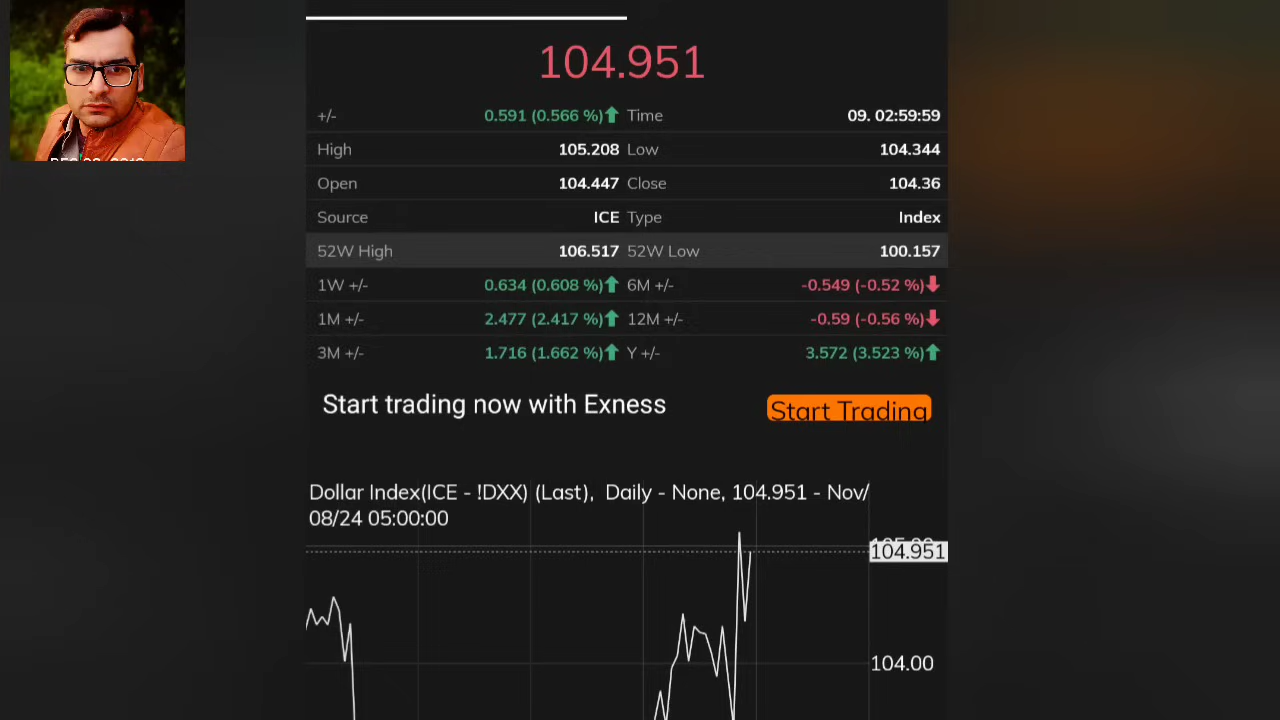 104.951
+/- 0.591 (0.566 %) Time 09. 02:59:59
High 105.208 Low 104.344
Open 104.447 Close 104.36
Source ICE Type Index
52W High 106.517 52W Low 100.157
1W +/- 0.634 (0.608 %) 6M +/- -0.549 (-0.52 %)
1M +/- 2.477 (2.417 %) 12M +/- -0.59 (-0.56 %)
3M +/- 1.716 (1.662 %) Y +/- 3.572 (3.523 %)
Start trading now with Exness Start Trading
Dollar Index(ICE - !DXX) (Last), Daily - None, 104.951 - Nov/
08/24 05:00:00
104.951
104.00